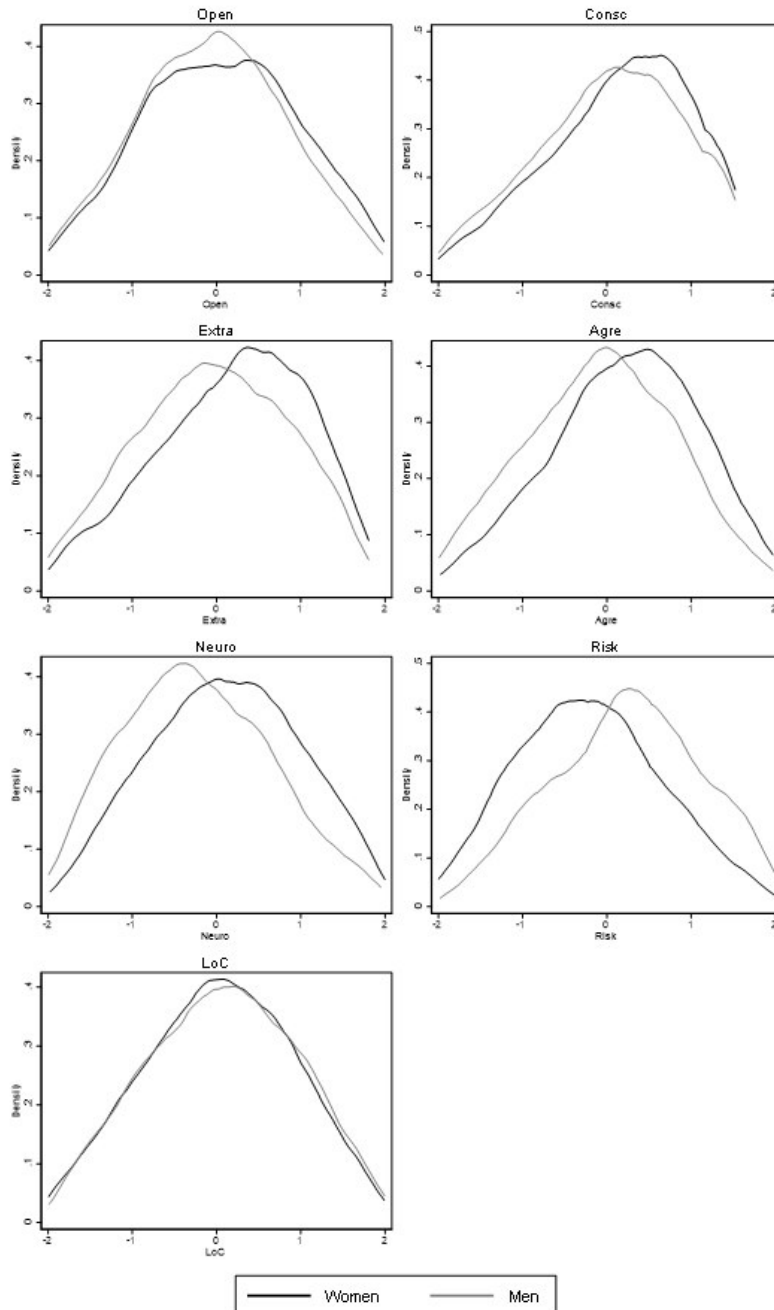 Open
Consc
.4
.3
.2
.1
0
Density
-2 -1 0 1 2
Open
.5
.4
.3
.2
.1
0
Density
-2 -1 0 1 2
Consc
Extra
Agre
.4
.3
.2
.1
0
Density
-2 -1 0 1 2
Extra
.4
.3
.2
.1
0
Density
-2 -1 0 1 2
Agre
Neuro
Risk
.4
.3
.2
.1
0
Density
-2 -1 0 1 2
Neuro
.5
.4
.3
.2
.1
0
Density
-2 -1 0 1 2
Risk
LoC
.4
.3
.2
.1
0
Density
-2 -1 0 1 2
LoC
Women Men